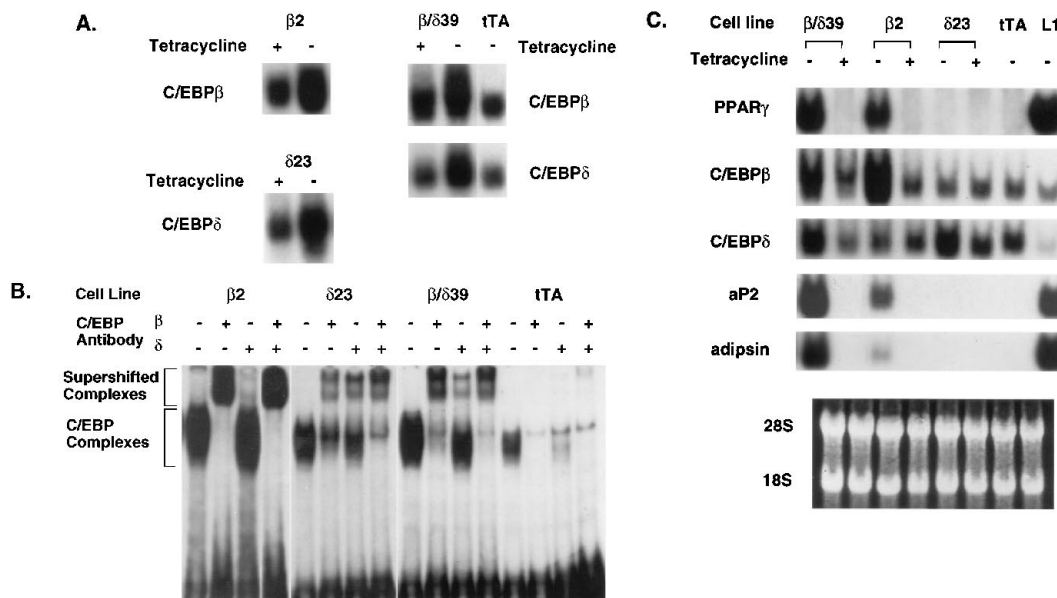 A.
β2
Tetracycline
+ -
C/EBPβ
δ23
Tetracycline
+ -
C/EBPδ
β/δ39 tTA
+ - - Tetracycline
C/EBPβ
C/EBPδ
B.
Cell Line β2 δ23 β/δ39 tTA
C/EBP β - + - + - + - + - + - + - + - +
Antibody δ - - + + - - + + - - + + - - + +
Supershifted
Complexes
C/EBP
Complexes
C.
Cell line β/δ39 β2 δ23 tTA L1
Tetracycline - + - + - + - -
PPARγ
C/EBPβ
C/EBPδ
aP2
adipsin
28S
18S